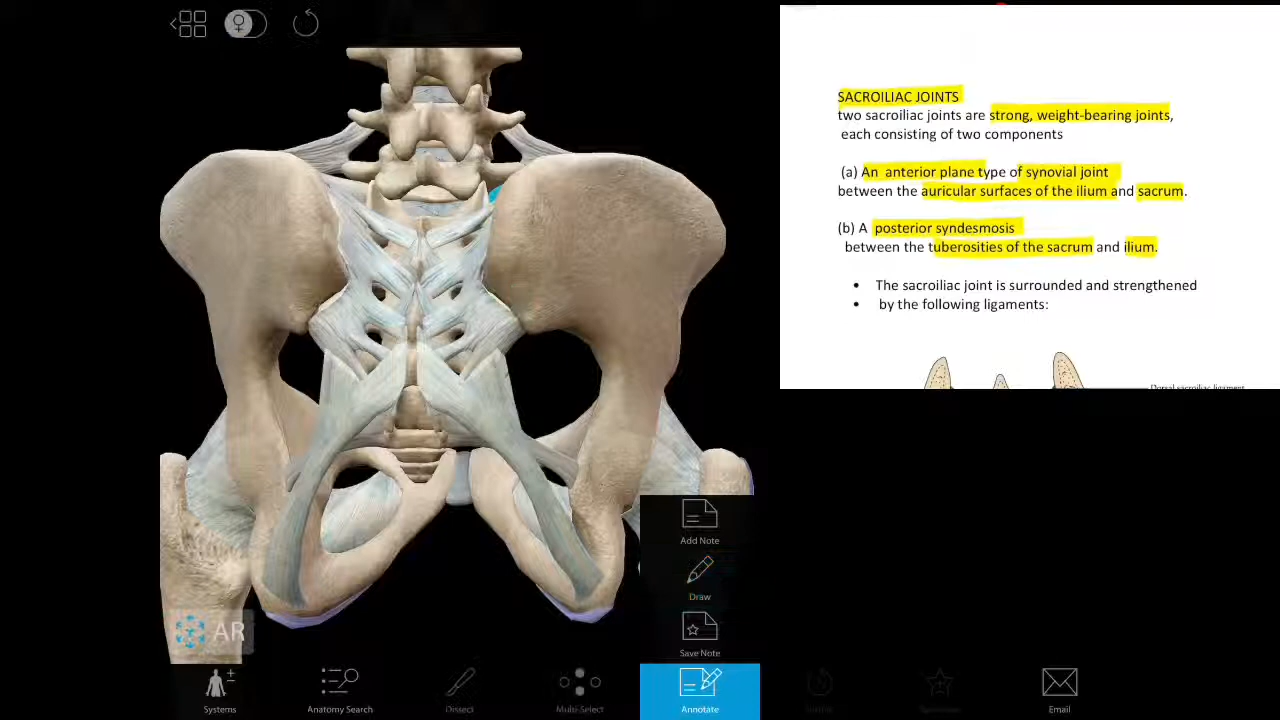 SACROILIAC JOINTS
two sacroiliac joints are strong, weight-bearing joints,
each consisting of two components
(a) An anterior plane type of synovial joint
between the auricular surfaces of the ilium and sacrum.
(b) A posterior syndesmosis
between the tuberosities of the sacrum and ilium.
• The sacroiliac joint is surrounded and strengthened
• by the following ligaments:
Dorsal sacroiliac ligament
Add Note
Draw
Save Note
AR
Systems
Anatomy Search
Dissect
Multi-Select
Annotate
Email